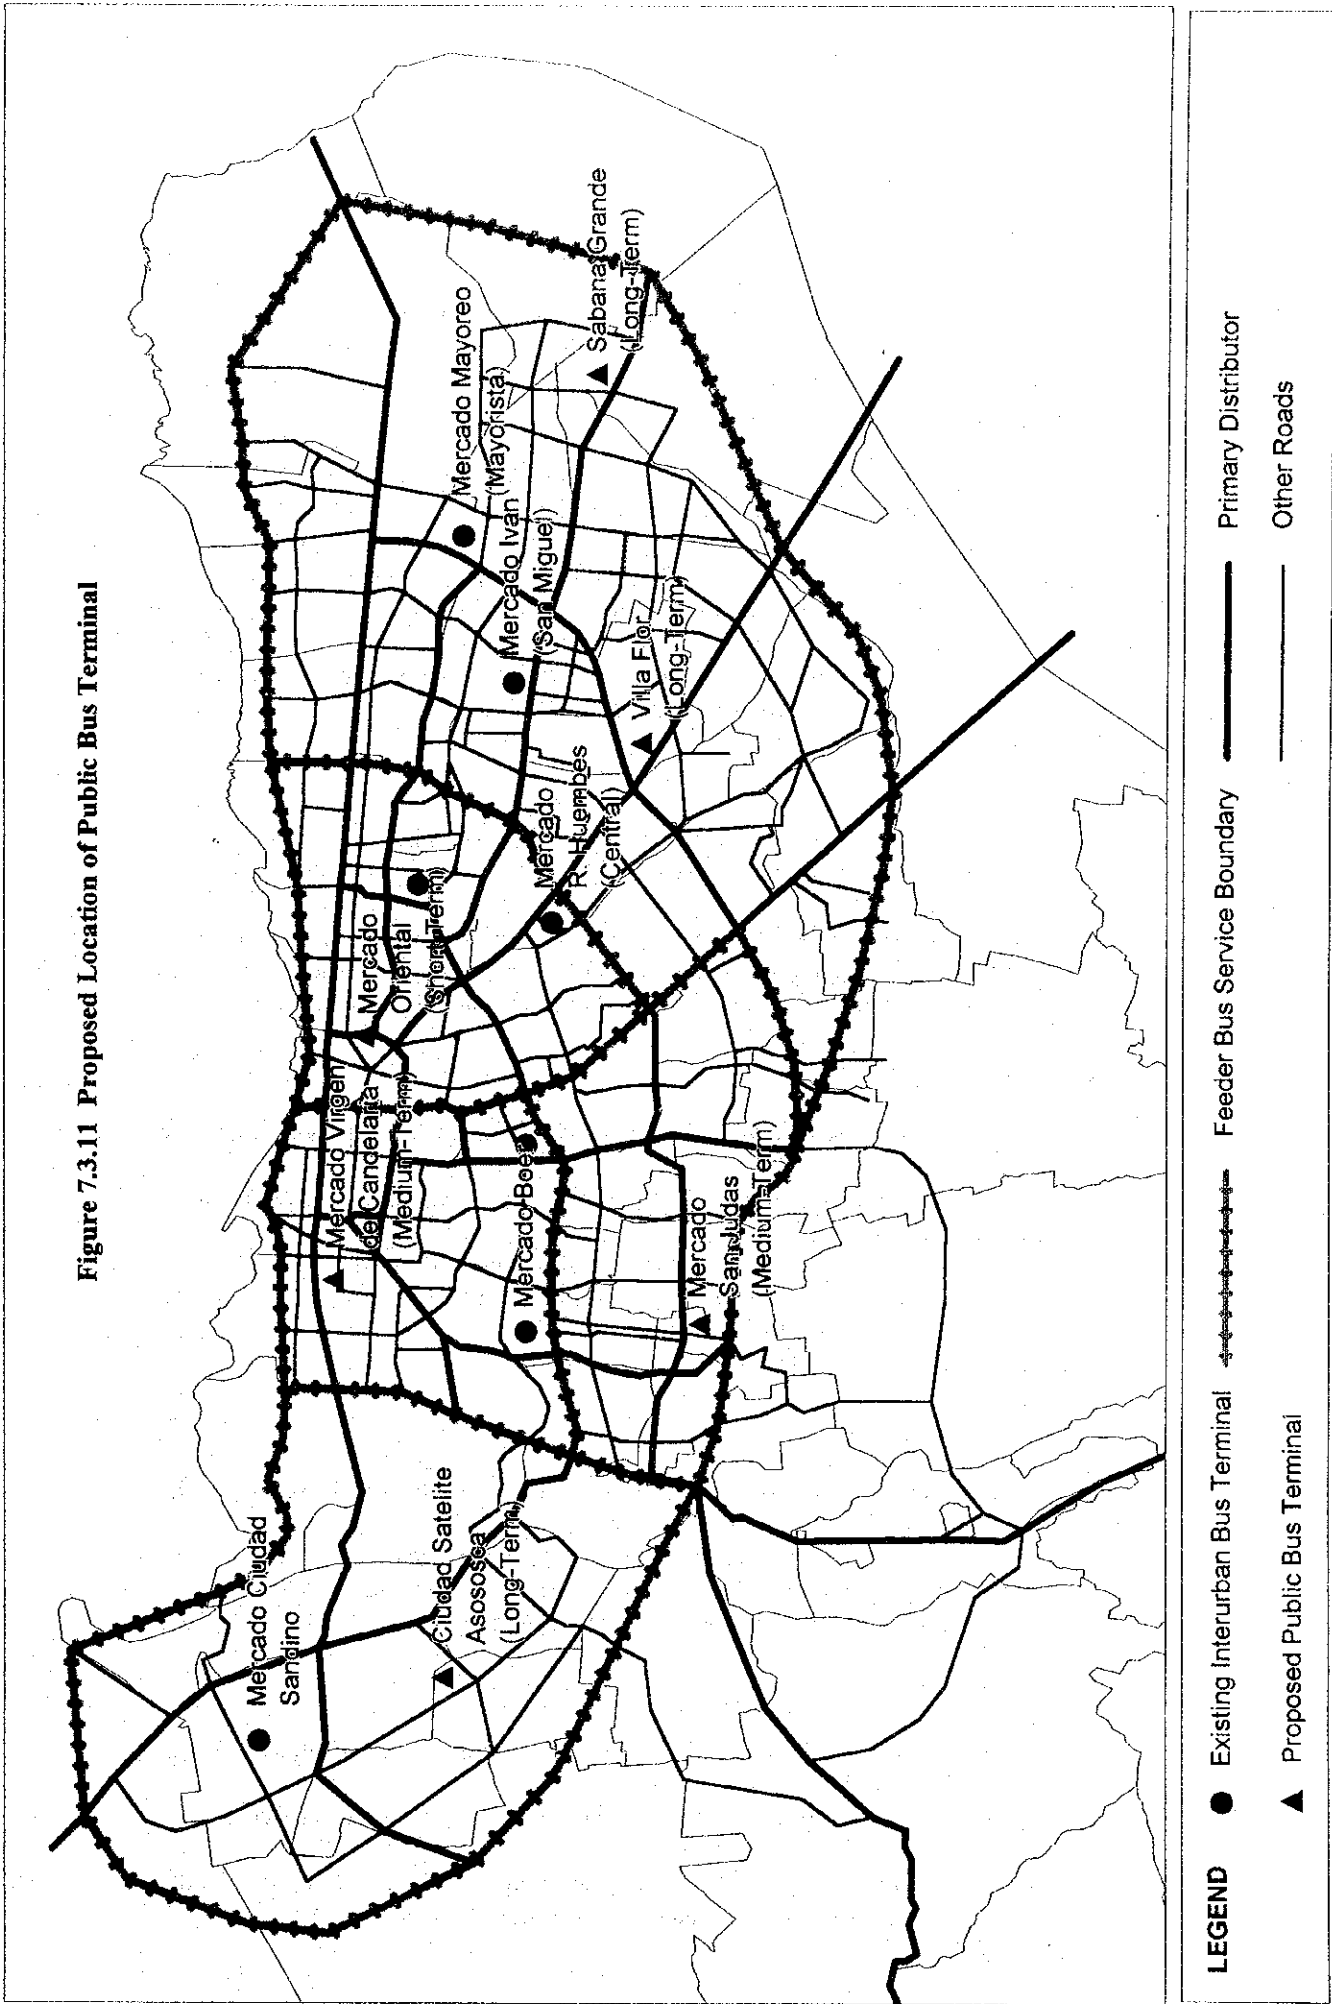 Figure 7.3.11 Proposed Location of Public Bus Terminal
Mercado Ciudad
Sandino
Ciudad Satelite
Asososca
(Long-Term)
Mercado Virgen
de Candelaria
(Medium-Term)
Mercado Boer
Mercado
San Judas
(Medium-Term)
Mercado
Oriental
(Short-Term)
Mercado
R. Huembes
(Central)
Mercado Ivan
(San Miguel)
Villa Flor
(Long-Term)
Mercado Mayoreo
(Mayorista)
Sabana Grande
(Long-Term)
LEGEND
Existing Interurban Bus Terminal
Feeder Bus Service Boundary
Primary Distributor
Proposed Public Bus Terminal
Other Roads